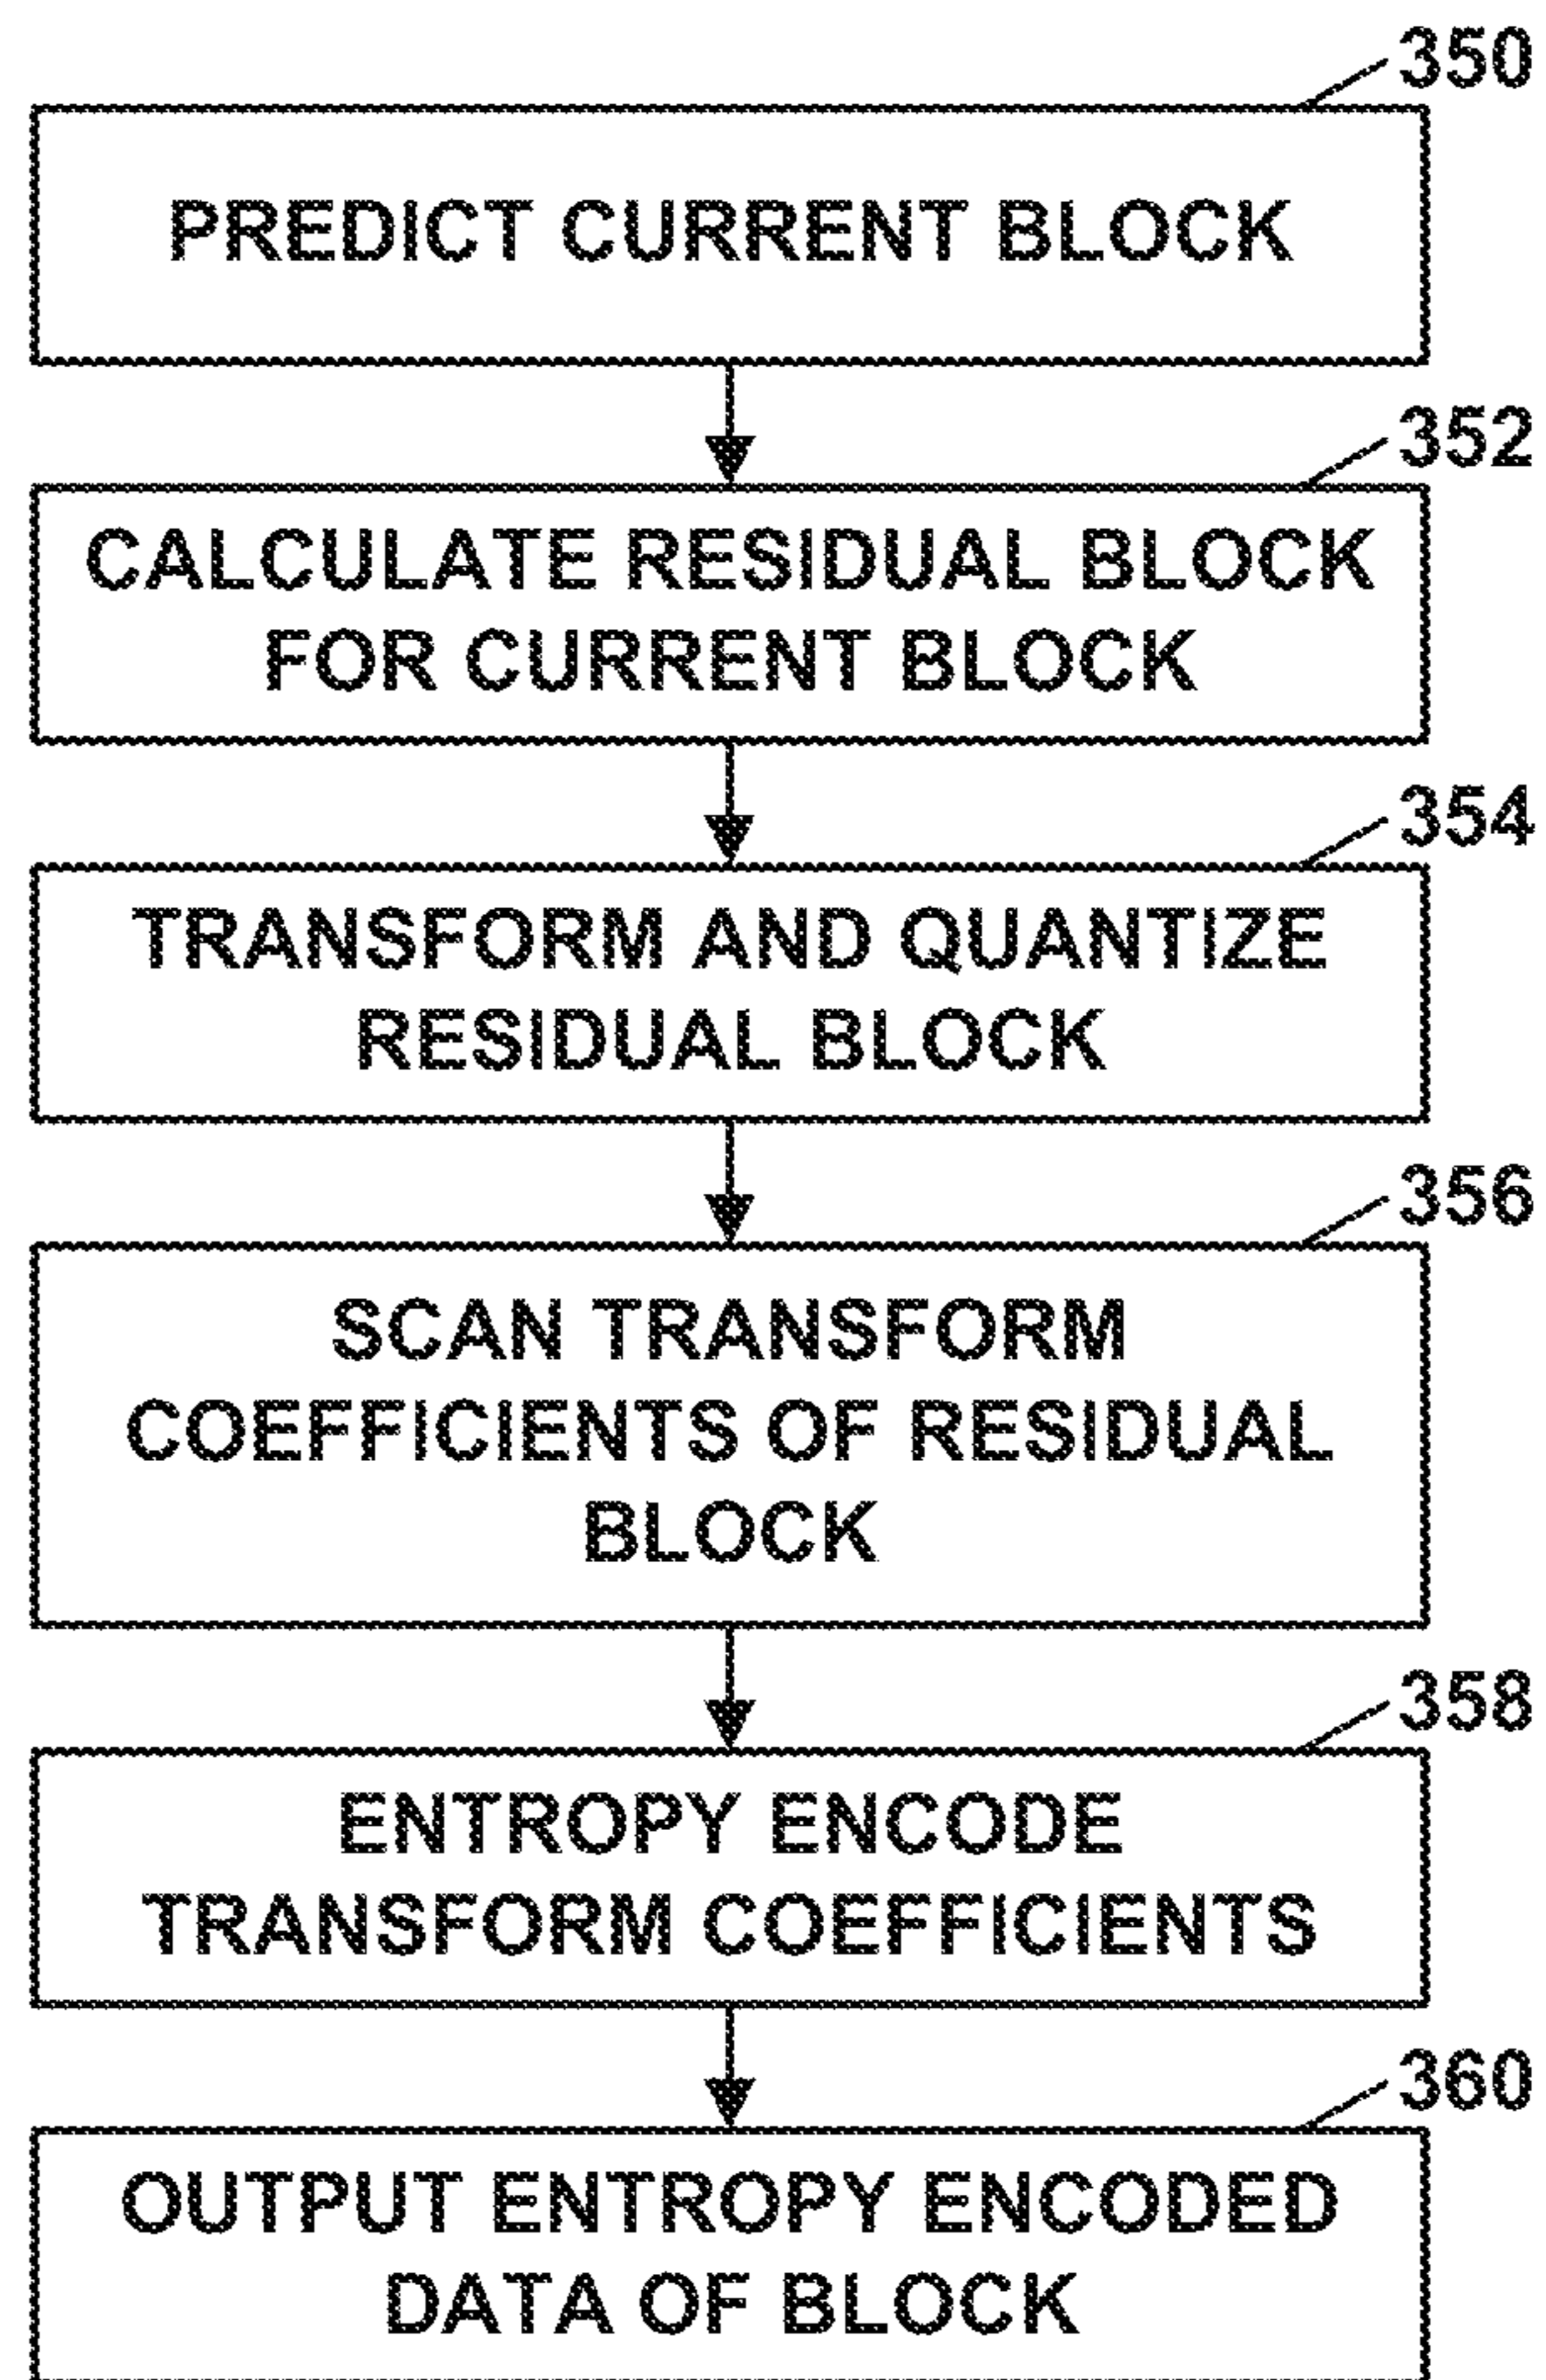 350
PREDICT CURRENT BLOCK
352
CALCULATE RESIDUAL BLOCK
FOR CURRENT BLOCK
354
TRANSFORM AND QUANTIZE
RESIDUAL BLOCK
356
SCAN TRANSFORM
COEFFICIENTS OF RESIDUAL
BLOCK
358
ENTROPY ENCODE
TRANSFORM COEFFICIENTS
360
OUTPUT ENTROPY ENCODED
DATA OF BLOCK